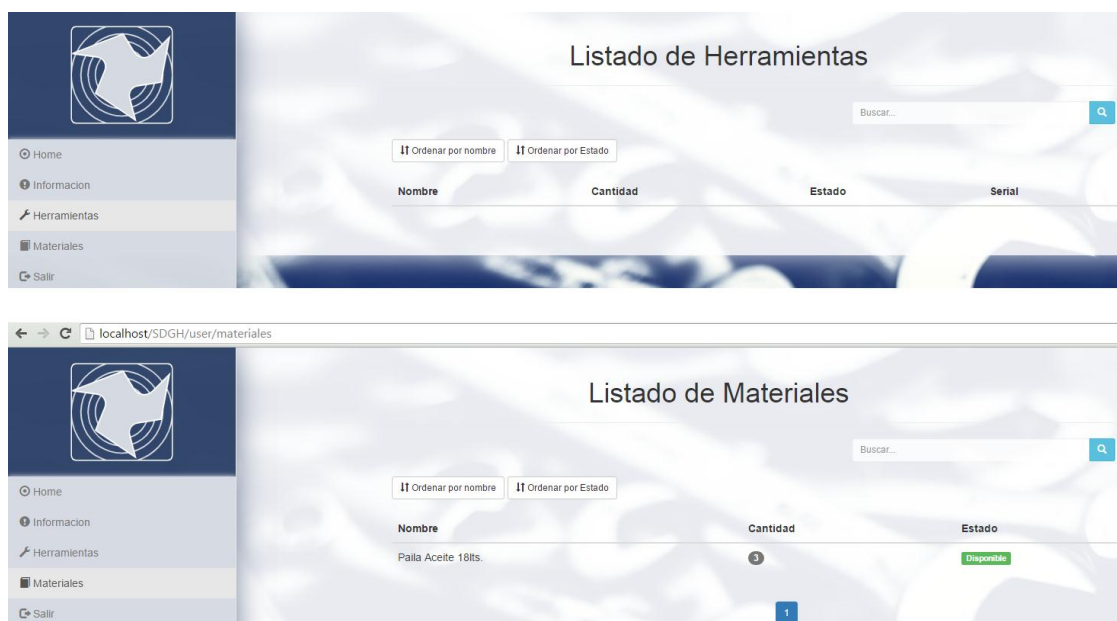 Listado de Herramientas
Buscar...
Home
Informacion
Herramientas
Materiales
Salir
Ordenar por nombre Ordenar por Estado
Nombre Cantidad Estado Serial
localhost/SDGH/user/materiales
Listado de Materiales
Buscar...
Home
Informacion
Herramientas
Materiales
Salir
Ordenar por nombre Ordenar por Estado
Nombre Cantidad Estado
Paila Aceite 18lts. 3 Disponible
1